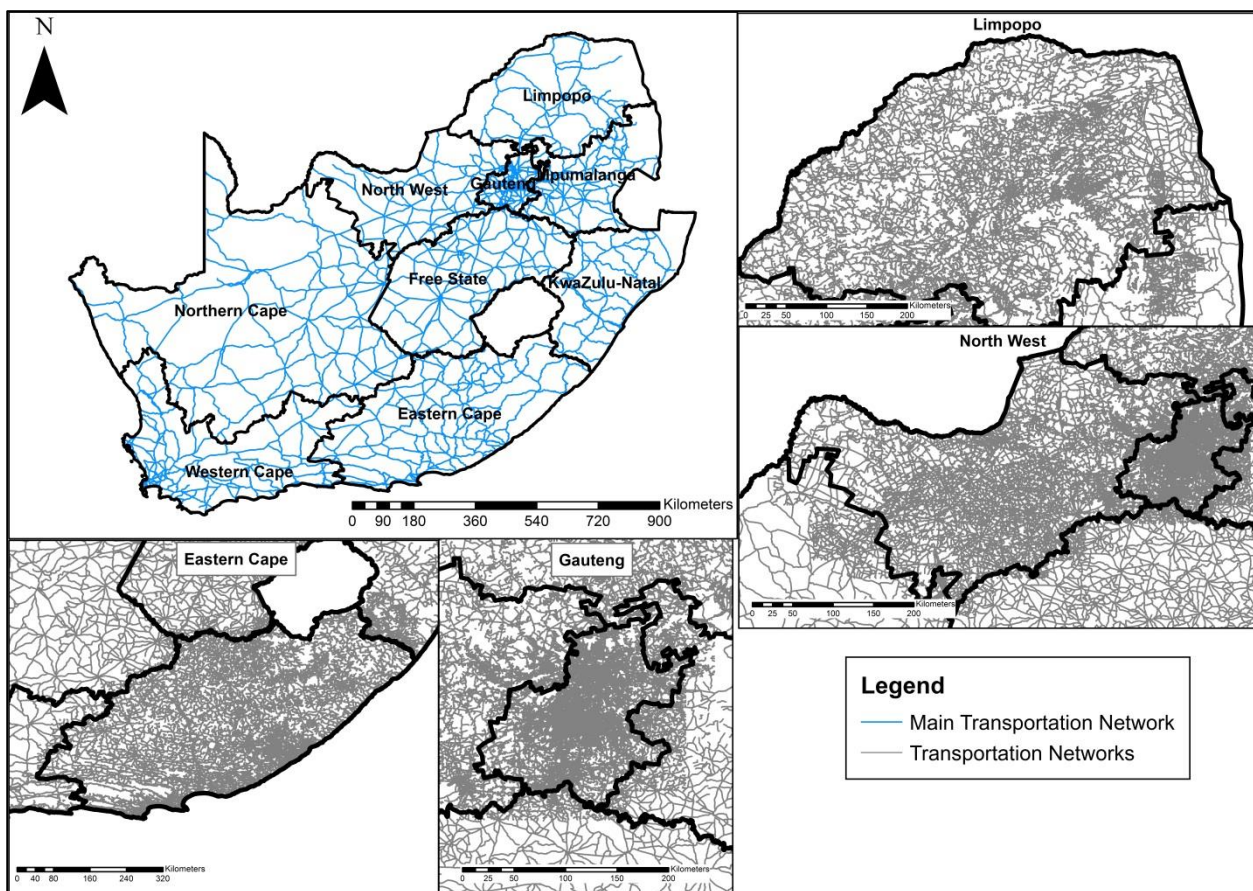 N
Limpopo
North West
Gauteng
Mpumalanga
Free State
KwaZulu-Natal
Northern Cape
Eastern Cape
Western Cape
Kilometers
0 90 180 360 540 720 900
Limpopo
Kilometers
0 25 50 100 150 200
North West
Kilometers
0 25 50 100 150 200
Eastern Cape
Kilometers
0 40 80 160 240 320
Gauteng
Kilometers
0 25 50 100 150 200
Legend
Main Transportation Network
Transportation Networks